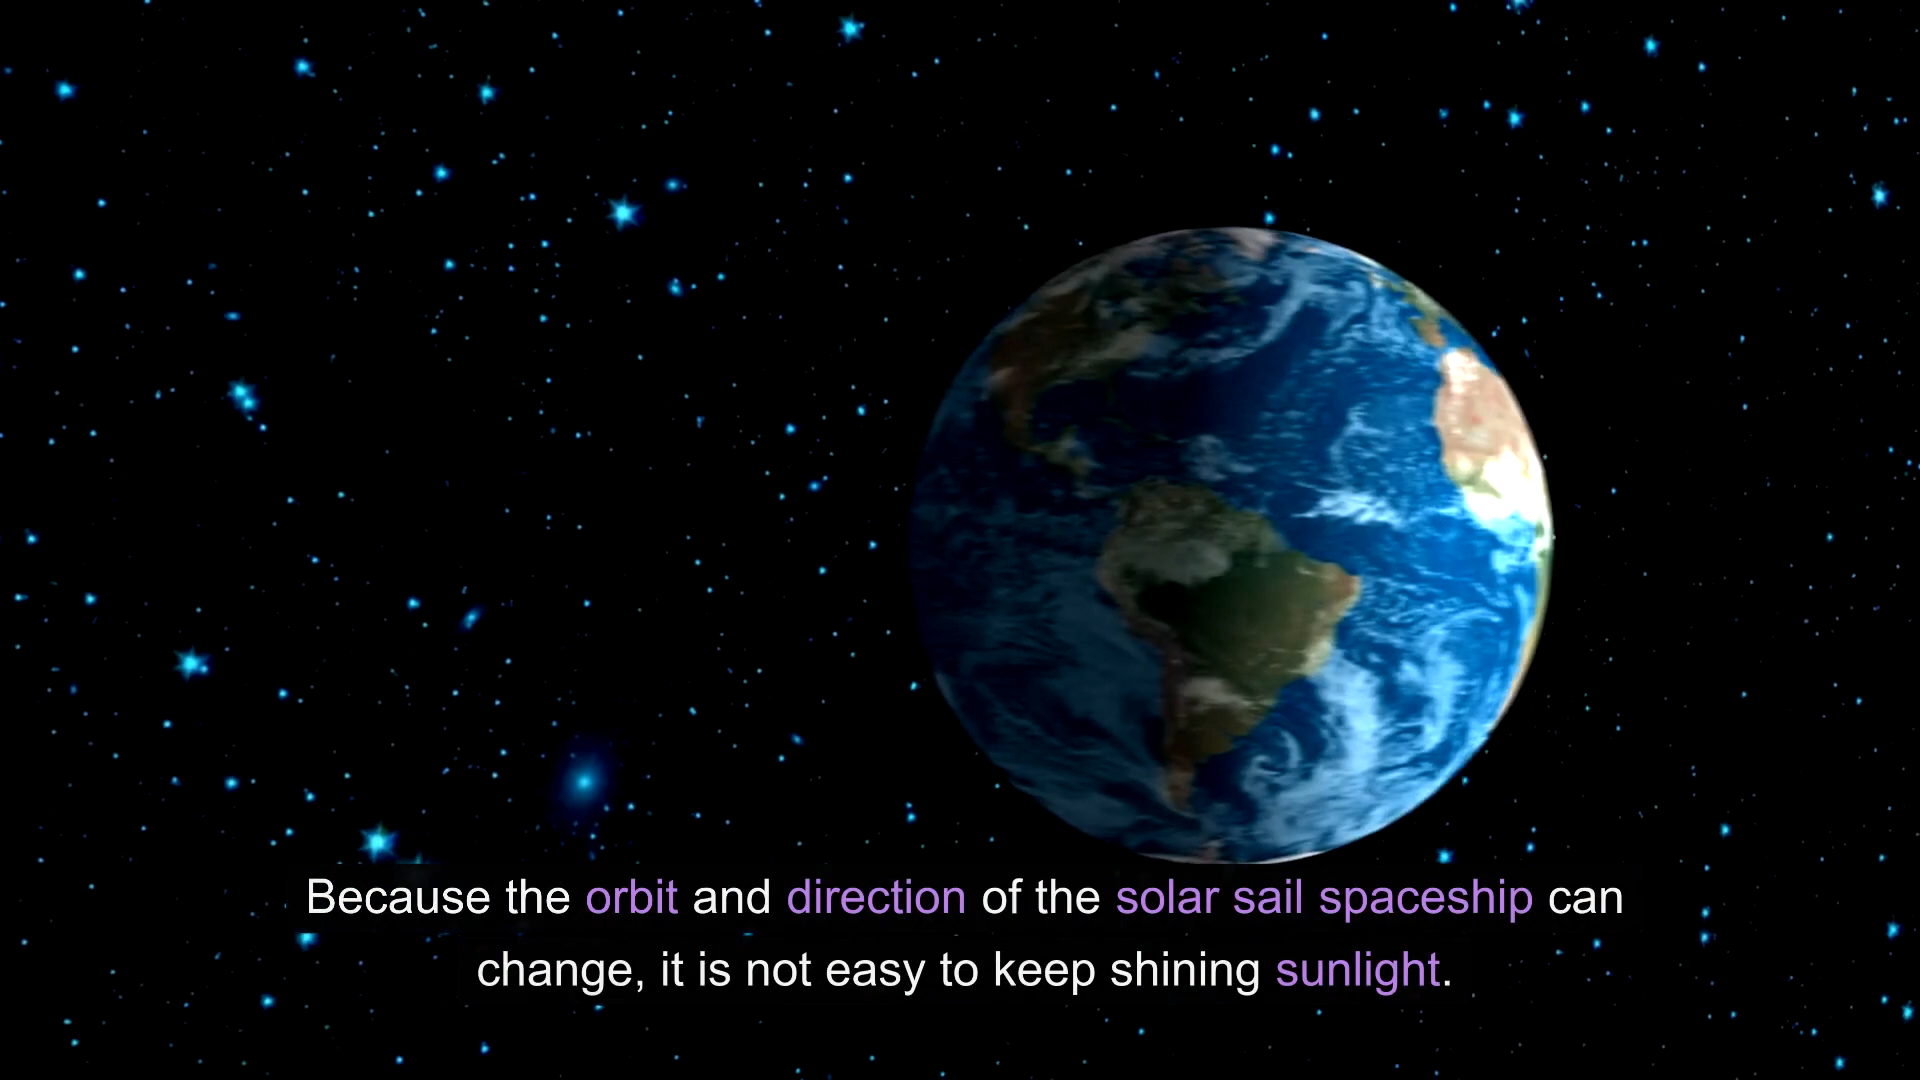 Because the orbit and direction of the solar sail spaceship can
change, it is not easy to keep shining sunlight.